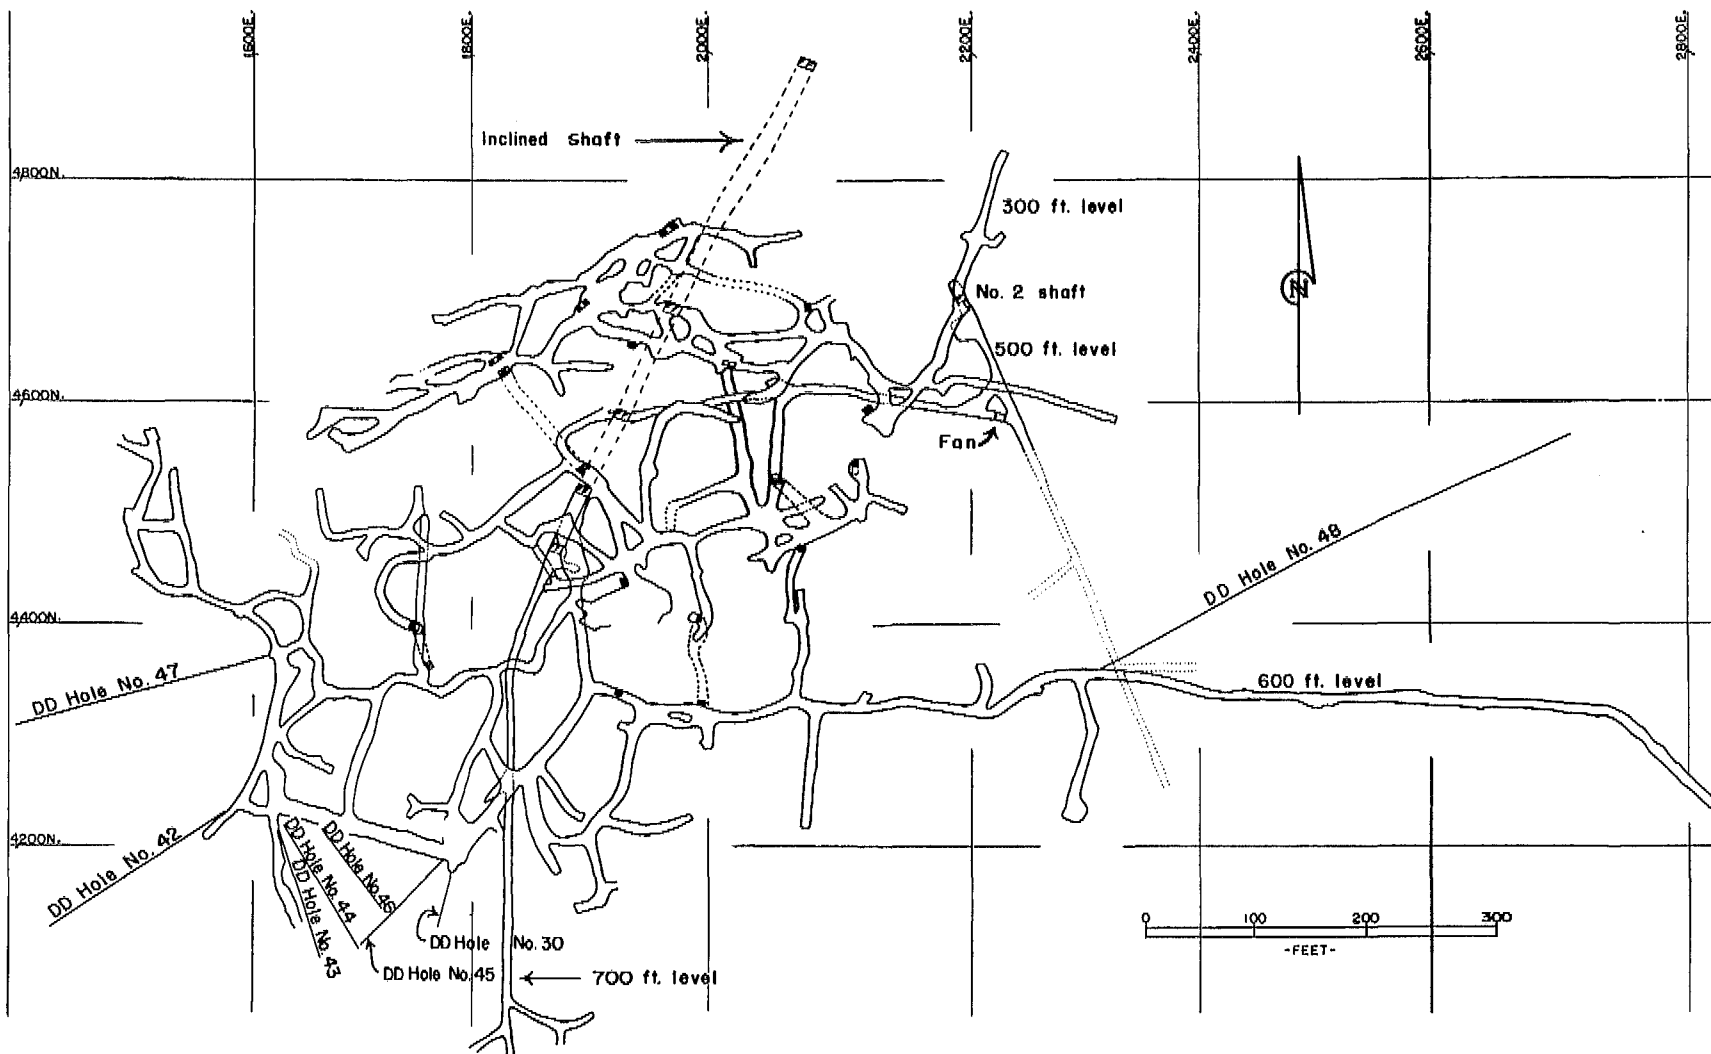 1600E.
1800E.
2000E.
2200E.
2400E.
2600E.
2800E.
Inclined Shaft
4800N.
300 ft. level
No. 2 shaft
N
500 ft. level
4600N.
Fan
DD Hole No. 48
4400N.
DD Hole No. 47
600 ft. level
4200N.
DD Hole No. 42
DD Hole No. 46
DD Hole No. 44
DD Hole No. 43
DD Hole No. 30
DD Hole No. 45
700 ft. level
0 100 200 300
-FEET-